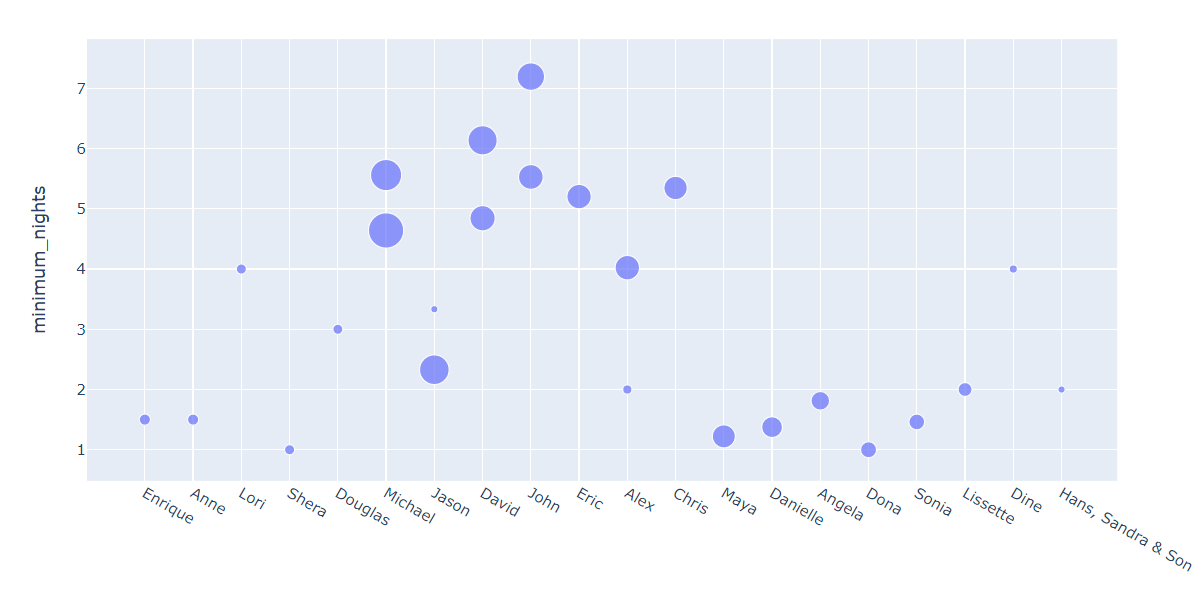 minimum_nights
7
6
5
4
3
2
1
Enrique
Anne
Lori
Shera
Douglas
Michael
Jason
David
John
Eric
Alex
Chris
Maya
Danielle
Angela
Dona
Sonia
Lissette
Dine
Hans, Sandra & Son